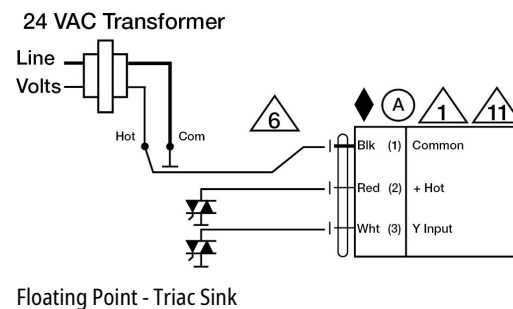 24 VAC Transformer
Line
Volts
Hot Com
6
A 1 11
Blk (1) Common
Red (2) + Hot
Wht (3) Y Input
Floating Point - Triac Sink